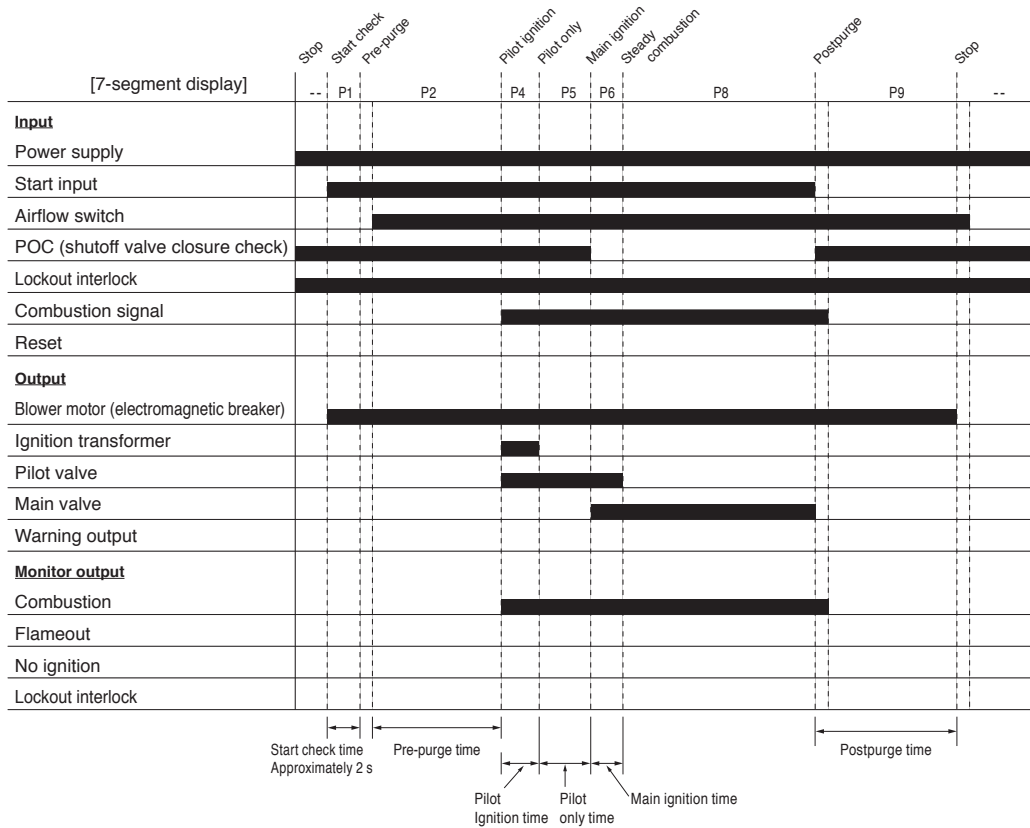 Stop
Start check
Pre-purge
Pilot ignition
Pilot only
Main ignition
Steady
combustion
Postpurge
Stop
[7-segment display]
-- P1 P2 P4 P5 P6 P8 P9 --
Input
Power supply
Start input
Airflow switch
POC (shutoff valve closure check)
Lockout interlock
Combustion signal
Reset
Output
Blower motor (electromagnetic breaker)
Ignition transformer
Pilot valve
Main valve
Warning output
Monitor output
Combustion
Flameout
No ignition
Lockout interlock
Start check time
Approximately 2 s
Pre-purge time
Postpurge time
Pilot
Ignition time
Pilot
only time
Main ignition time